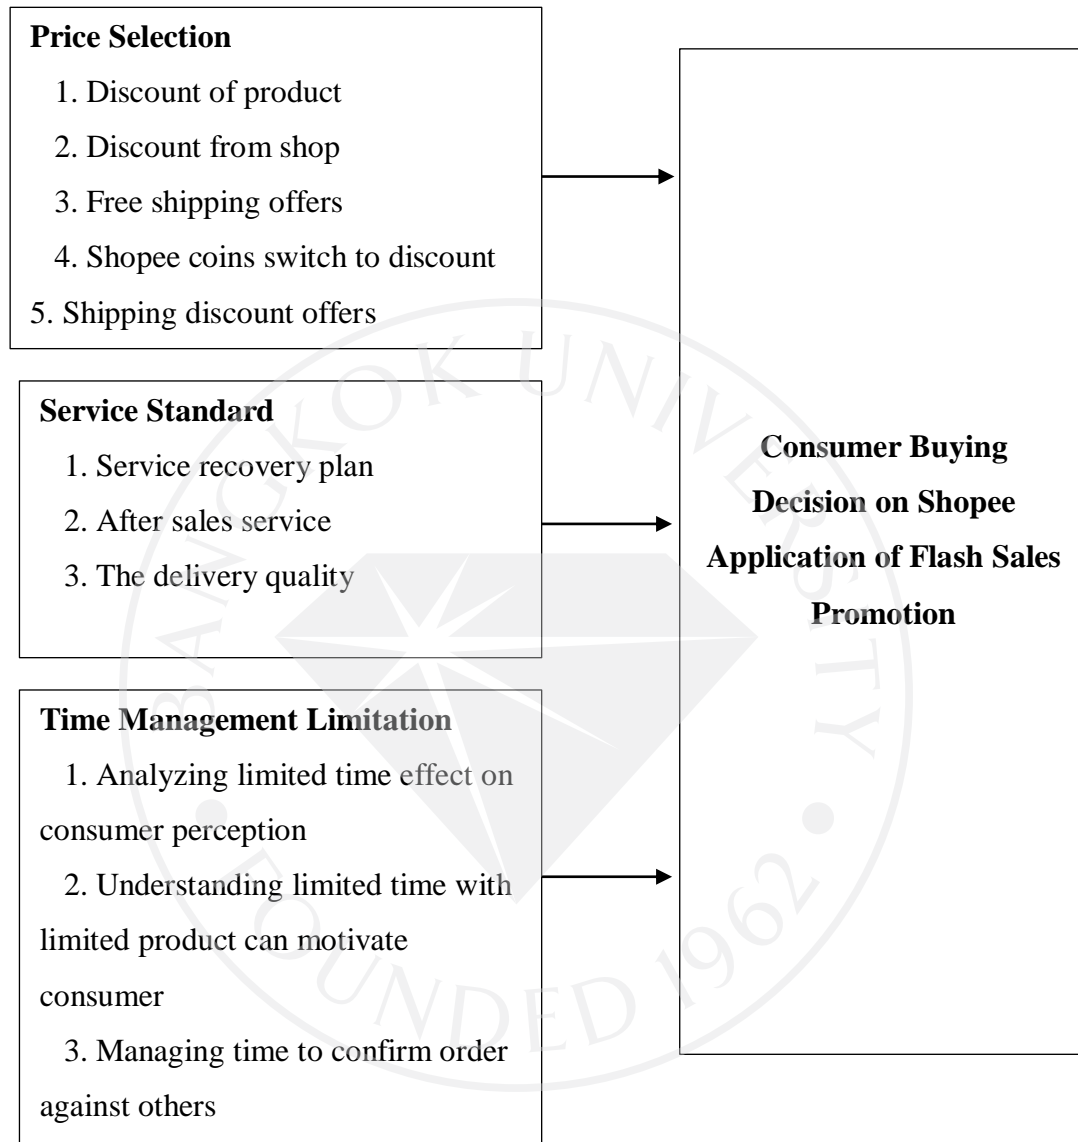 Price Selection
1. Discount of product
2. Discount from shop
3. Free shipping offers
4. Shopee coins switch to discount
5. Shipping discount offers
Service Standard
1. Service recovery plan
2. After sales service
3. The delivery quality
Time Management Limitation
1. Analyzing limited time effect on
consumer perception
2. Understanding limited time with
limited product can motivate
consumer
3. Managing time to confirm order
against others
Consumer Buying
Decision on Shopee
Application of Flash Sales
Promotion
BANGKOK UNIVERSITY
FOUNDED 1962